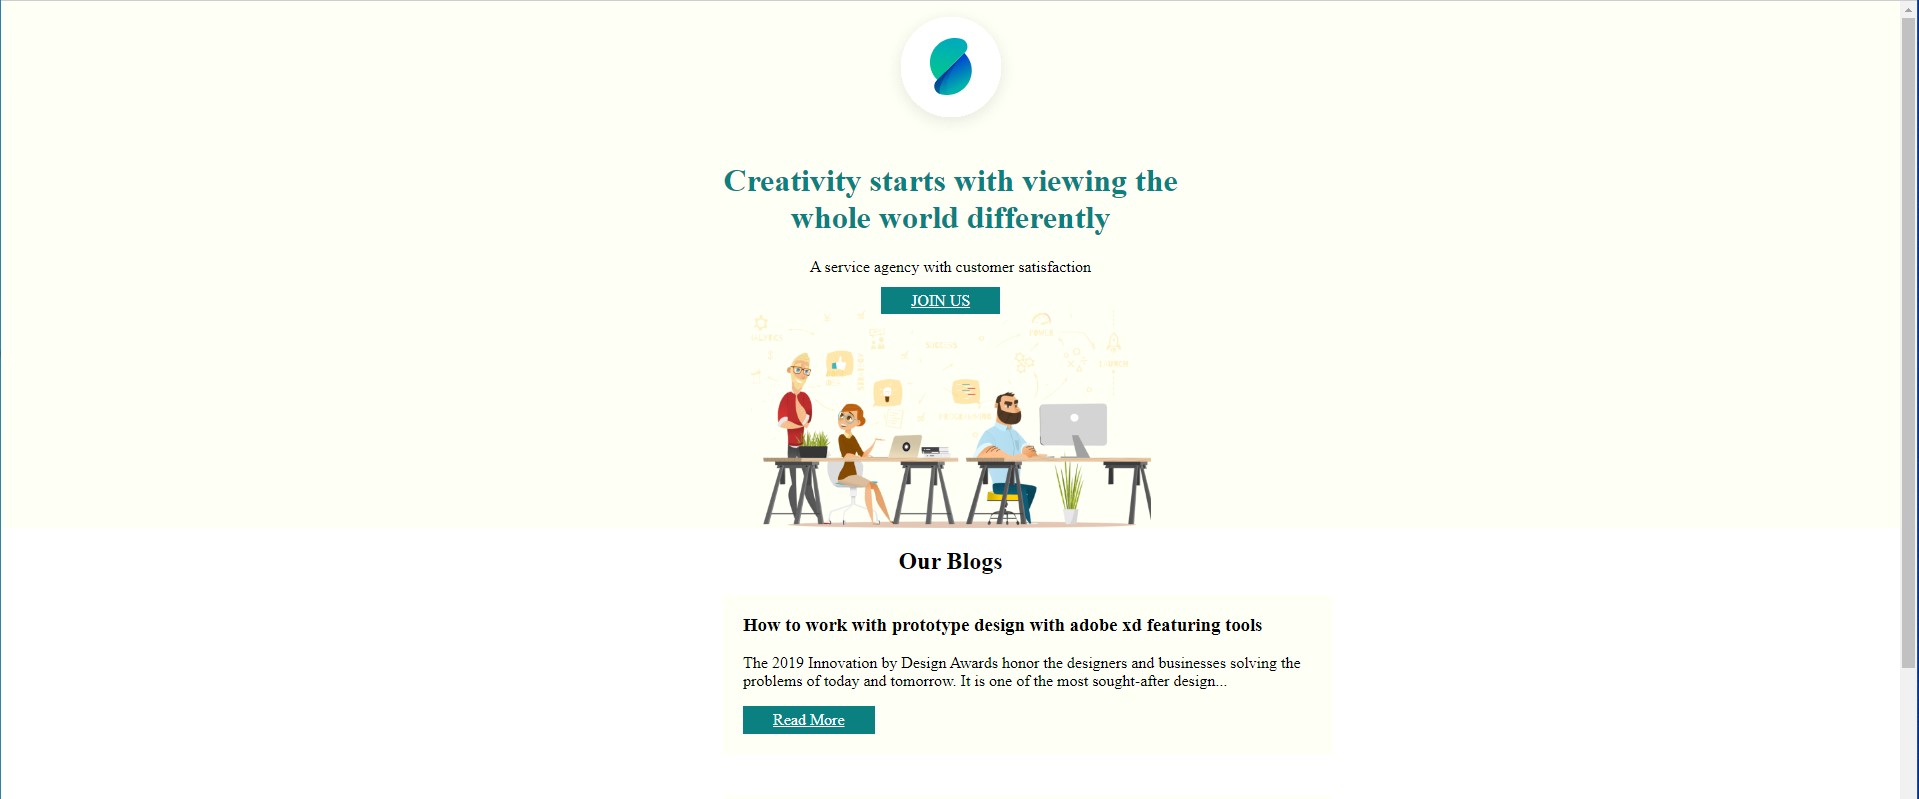 Creativity starts with viewing the
whole world differently
A service agency with customer satisfaction
JOIN US
SUCCESS
Our Blogs
How to work with prototype design with adobe xd featuring tools
The 2019 Innovation by Design Awards honor the designers and businesses solving the
problems of today and tomorrow. It is one of the most sought-after design...
Read More